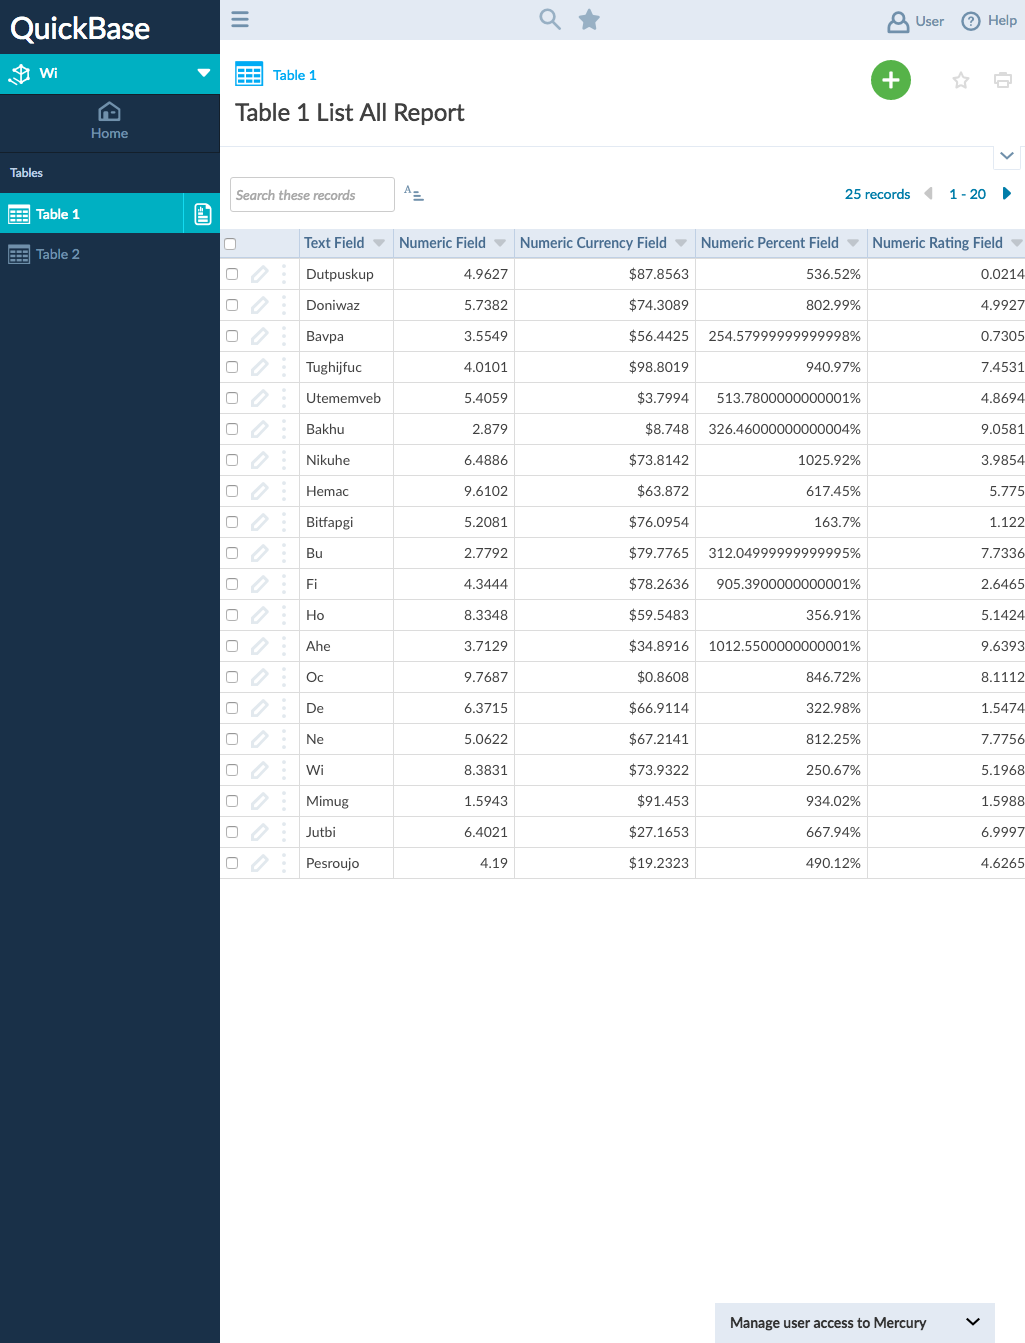 QuickBase
User Help
Wi
Home
Tables
Table 1
Table 2
Table 1
Table 1 List All Report
Search these records
25 records 1 - 20
Text Field Numeric Field Numeric Currency Field Numeric Percent Field Numeric Rating Field
Dutpuskup 4.9627 $87.8563 536.52% 0.0214
Doniwaz 5.7382 $74.3089 802.99% 4.9927
Bavpa 3.5549 $56.4425 254.57999999999998% 0.7305
Tughijfuc 4.0101 $98.8019 940.97% 7.4531
Utememveb 5.4059 $3.7994 513.7800000000001% 4.8694
Bakhu 2.879 $8.748 326.46000000000004% 9.0581
Nikuhe 6.4886 $73.8142 1025.92% 3.9854
Hemac 9.6102 $63.872 617.45% 5.775
Bitfapgi 5.2081 $76.0954 163.7% 1.122
Bu 2.7792 $79.7765 312.04999999999995% 7.7336
Fi 4.3444 $78.2636 905.3900000000001% 2.6465
Ho 8.3348 $59.5483 356.91% 5.1424
Ahe 3.7129 $34.8916 1012.5500000000001% 9.6393
Oc 9.7687 $0.8608 846.72% 8.1112
De 6.3715 $66.9114 322.98% 1.5474
Ne 5.0622 $67.2141 812.25% 7.7756
Wi 8.3831 $73.9322 250.67% 5.1968
Mimug 1.5943 $91.453 934.02% 1.5988
Jutbi 6.4021 $27.1653 667.94% 6.9997
Pesroujo 4.19 $19.2323 490.12% 4.6265
Manage user access to Mercury